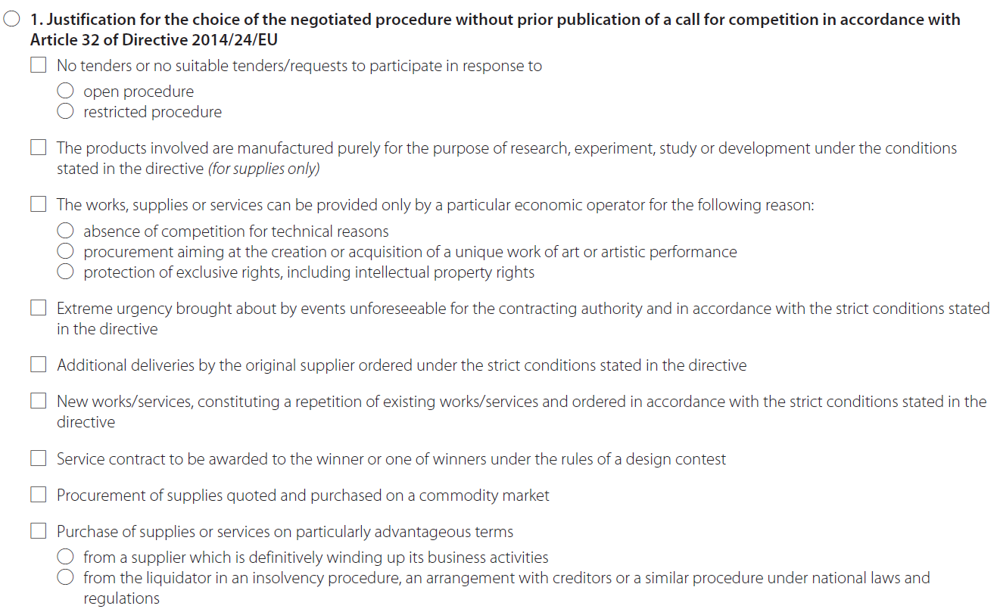 1. Justification for the choice of the negotiated procedure without prior publication of a call for competition in accordance with
Article 32 of Directive 2014/24/EU
No tenders or no suitable tenders/requests to participate in response to
open procedure
restricted procedure
The products involved are manufactured purely for the purpose of research, experiment, study or development under the conditions
stated in the directive (for supplies only)
The works, supplies or services can be provided only by a particular economic operator for the following reason:
absence of competition for technical reasons
procurement aiming at the creation or acquisition of a unique work of art or artistic performance
protection of exclusive rights, including intellectual property rights
Extreme urgency brought about by events unforeseeable for the contracting authority and in accordance with the strict conditions stated
in the directive
Additional deliveries by the original supplier ordered under the strict conditions stated in the directive
New works/services, constituting a repetition of existing works/services and ordered in accordance with the strict conditions stated in the
directive
Service contract to be awarded to the winner or one of winners under the rules of a design contest
Procurement of supplies quoted and purchased on a commodity market
Purchase of supplies or services on particularly advantageous terms
from a supplier which is definitively winding up its business activities
from the liquidator in an insolvency procedure, an arrangement with creditors or a similar procedure under national laws and
regulations